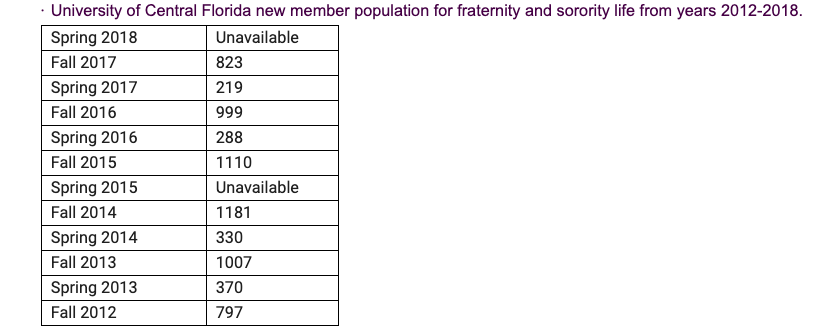 · University of Central Florida new member population for fraternity and sorority life from years 2012-2018.
Spring 2018 Unavailable
Fall 2017 823
Spring 2017 219
Fall 2016 999
Spring 2016 288
Fall 2015 1110
Spring 2015 Unavailable
Fall 2014 1181
Spring 2014 330
Fall 2013 1007
Spring 2013 370
Fall 2012 797